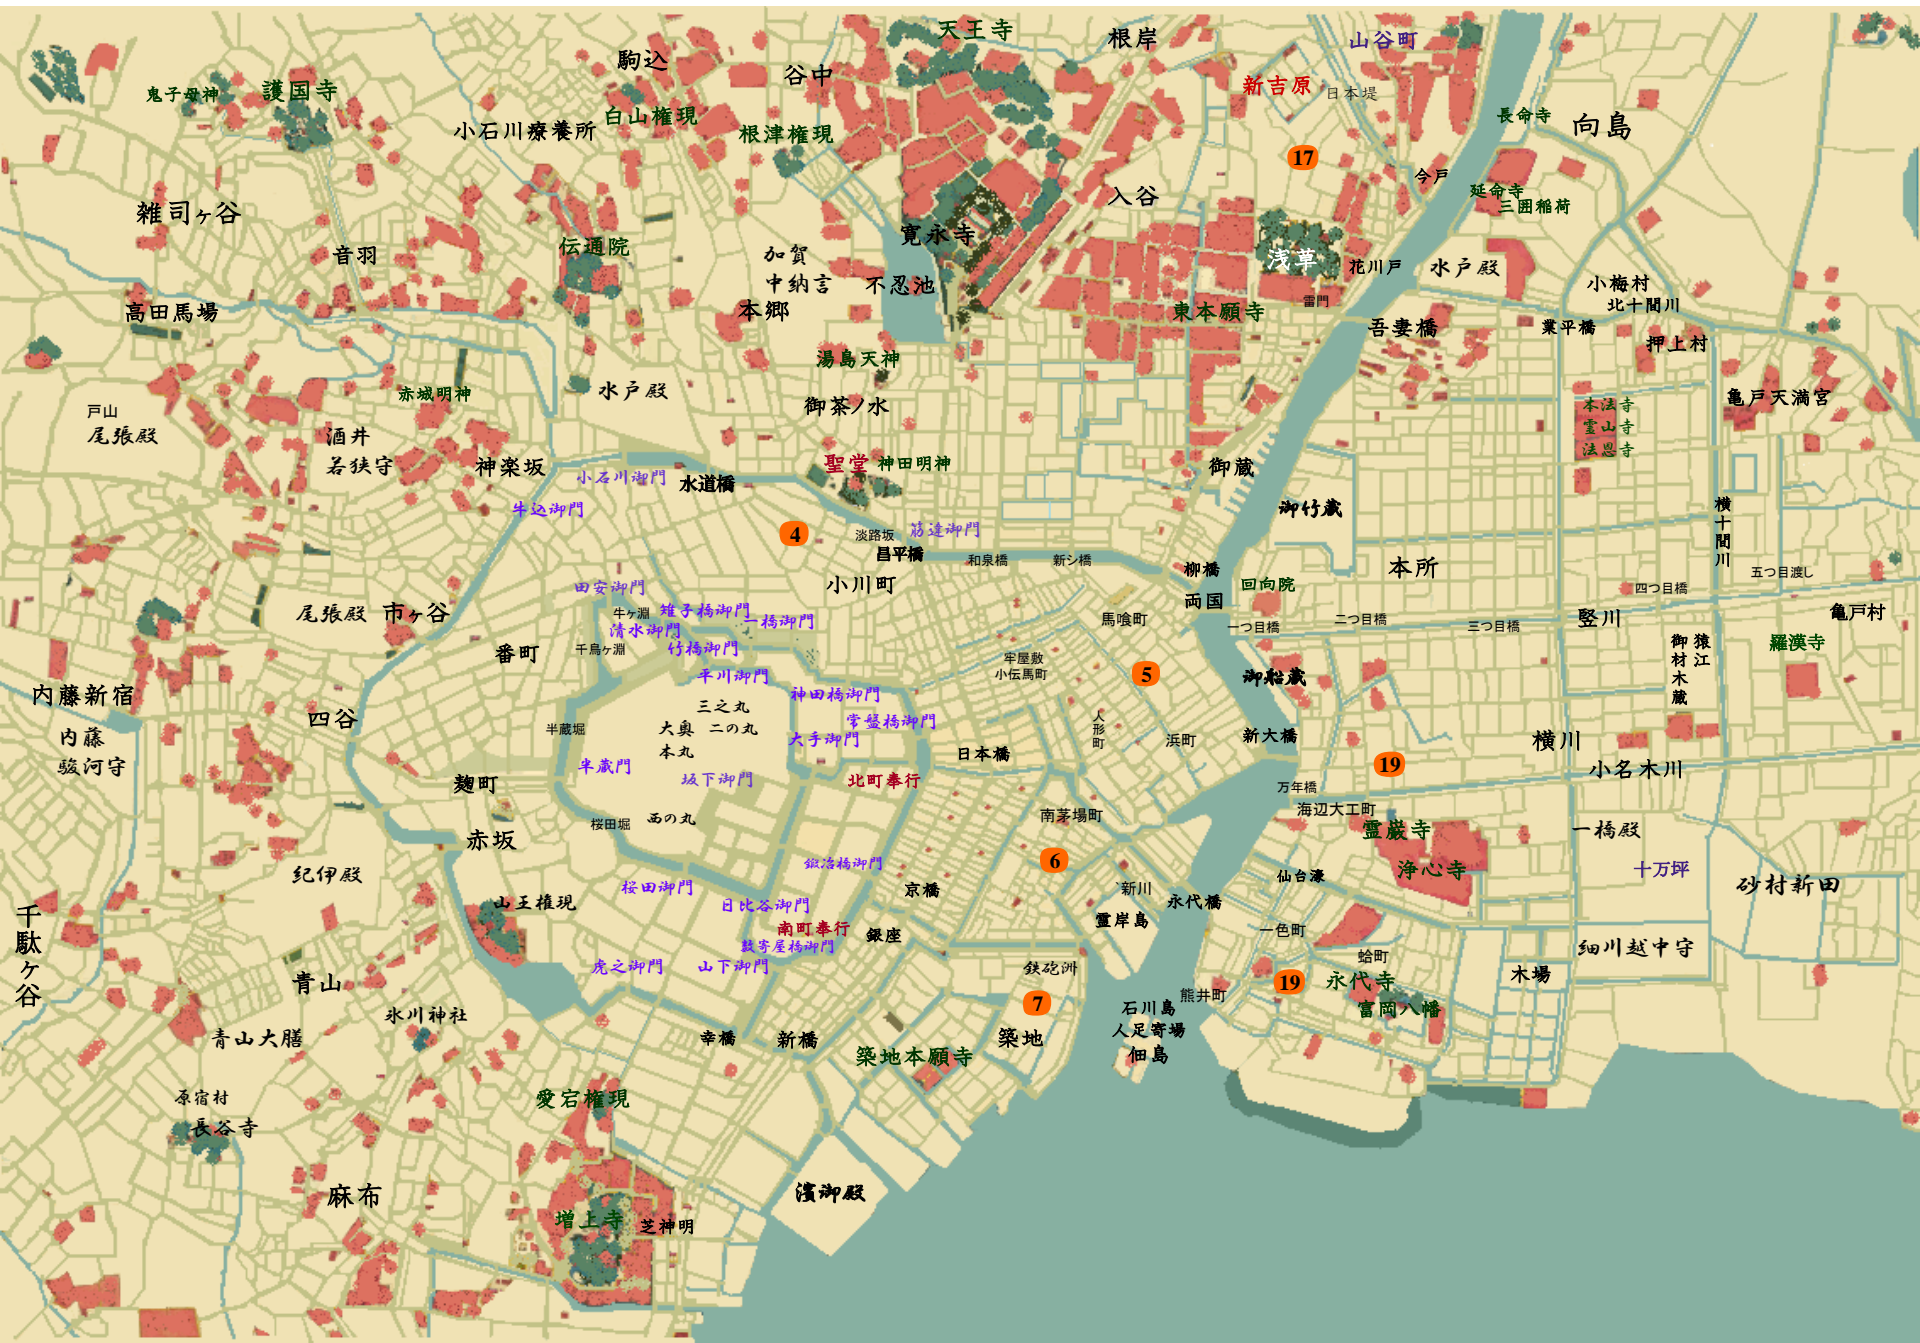 天王寺
根岸
山谷町
駒込
谷中
新吉原
日本堤
鬼子母神
護国寺
白山権現
長命寺
向島
小石川療養所
根津権現
17
今戸
延命寺
三囲稲荷
雑司ヶ谷
入谷
寛永寺
伝通院
音羽
加賀
中納言
浅草
花川戸
水戸殿
不忍池
小梅村
北十間川
高田馬場
本郷
東本願寺
雷門
吾妻橋
業平橋
押上村
湯島天神
赤城明神
水戸殿
御茶ノ水
本法寺
霊山寺
法恩寺
亀戸天満宮
戸山
尾張殿
酒井
若狭守
神楽坂
聖堂
神田明神
御蔵
小石川御門
水道橋
牛込御門
御竹蔵
横十間川
4
淡路坂
筋違御門
昌平橋
和泉橋
新シ橋
柳橋
本所
五つ目渡し
小川町
田安御門
回向院
四つ目橋
両国
尾張殿
市ヶ谷
牛ヶ淵
雉子橋御門
一橋御門
馬喰町
一つ目橋
二つ目橋
三つ目橋
竪川
亀戸村
清水御門
番町
千鳥ヶ淵
竹橋御門
牢屋敷
小伝馬町
5
御船蔵
猿江
御材木蔵
羅漢寺
平川御門
内藤新宿
神田橋御門
三之丸
四谷
大奥
二の丸
常盤橋御門
人形町
半蔵堀
大手御門
浜町
新大橋
横川
内藤
駿河守
本丸
日本橋
19
小名木川
半蔵門
坂下御門
北町奉行
麹町
万年橋
海辺大工町
南茅場町
桜田堀
西の丸
霊巌寺
一橋殿
赤坂
鍛冶橋御門
6
浄心寺
十万坪
紀伊殿
桜田御門
京橋
新川
仙台濠
砂村新田
山王権現
日比谷御門
永代橋
霊岸島
千駄ヶ谷
南町奉行
銀座
一色町
数寄屋橋御門
細川越中守
虎之御門
山下御門
鉄砲洲
蛤町
木場
青山
19
永代寺
熊井町
7
石川島
人足寄場
佃島
富岡八幡
氷川神社
青山大膳
幸橋
新橋
築地
築地本願寺
原宿村
長谷寺
愛宕権現
麻布
濱御殿
増上寺
芝神明